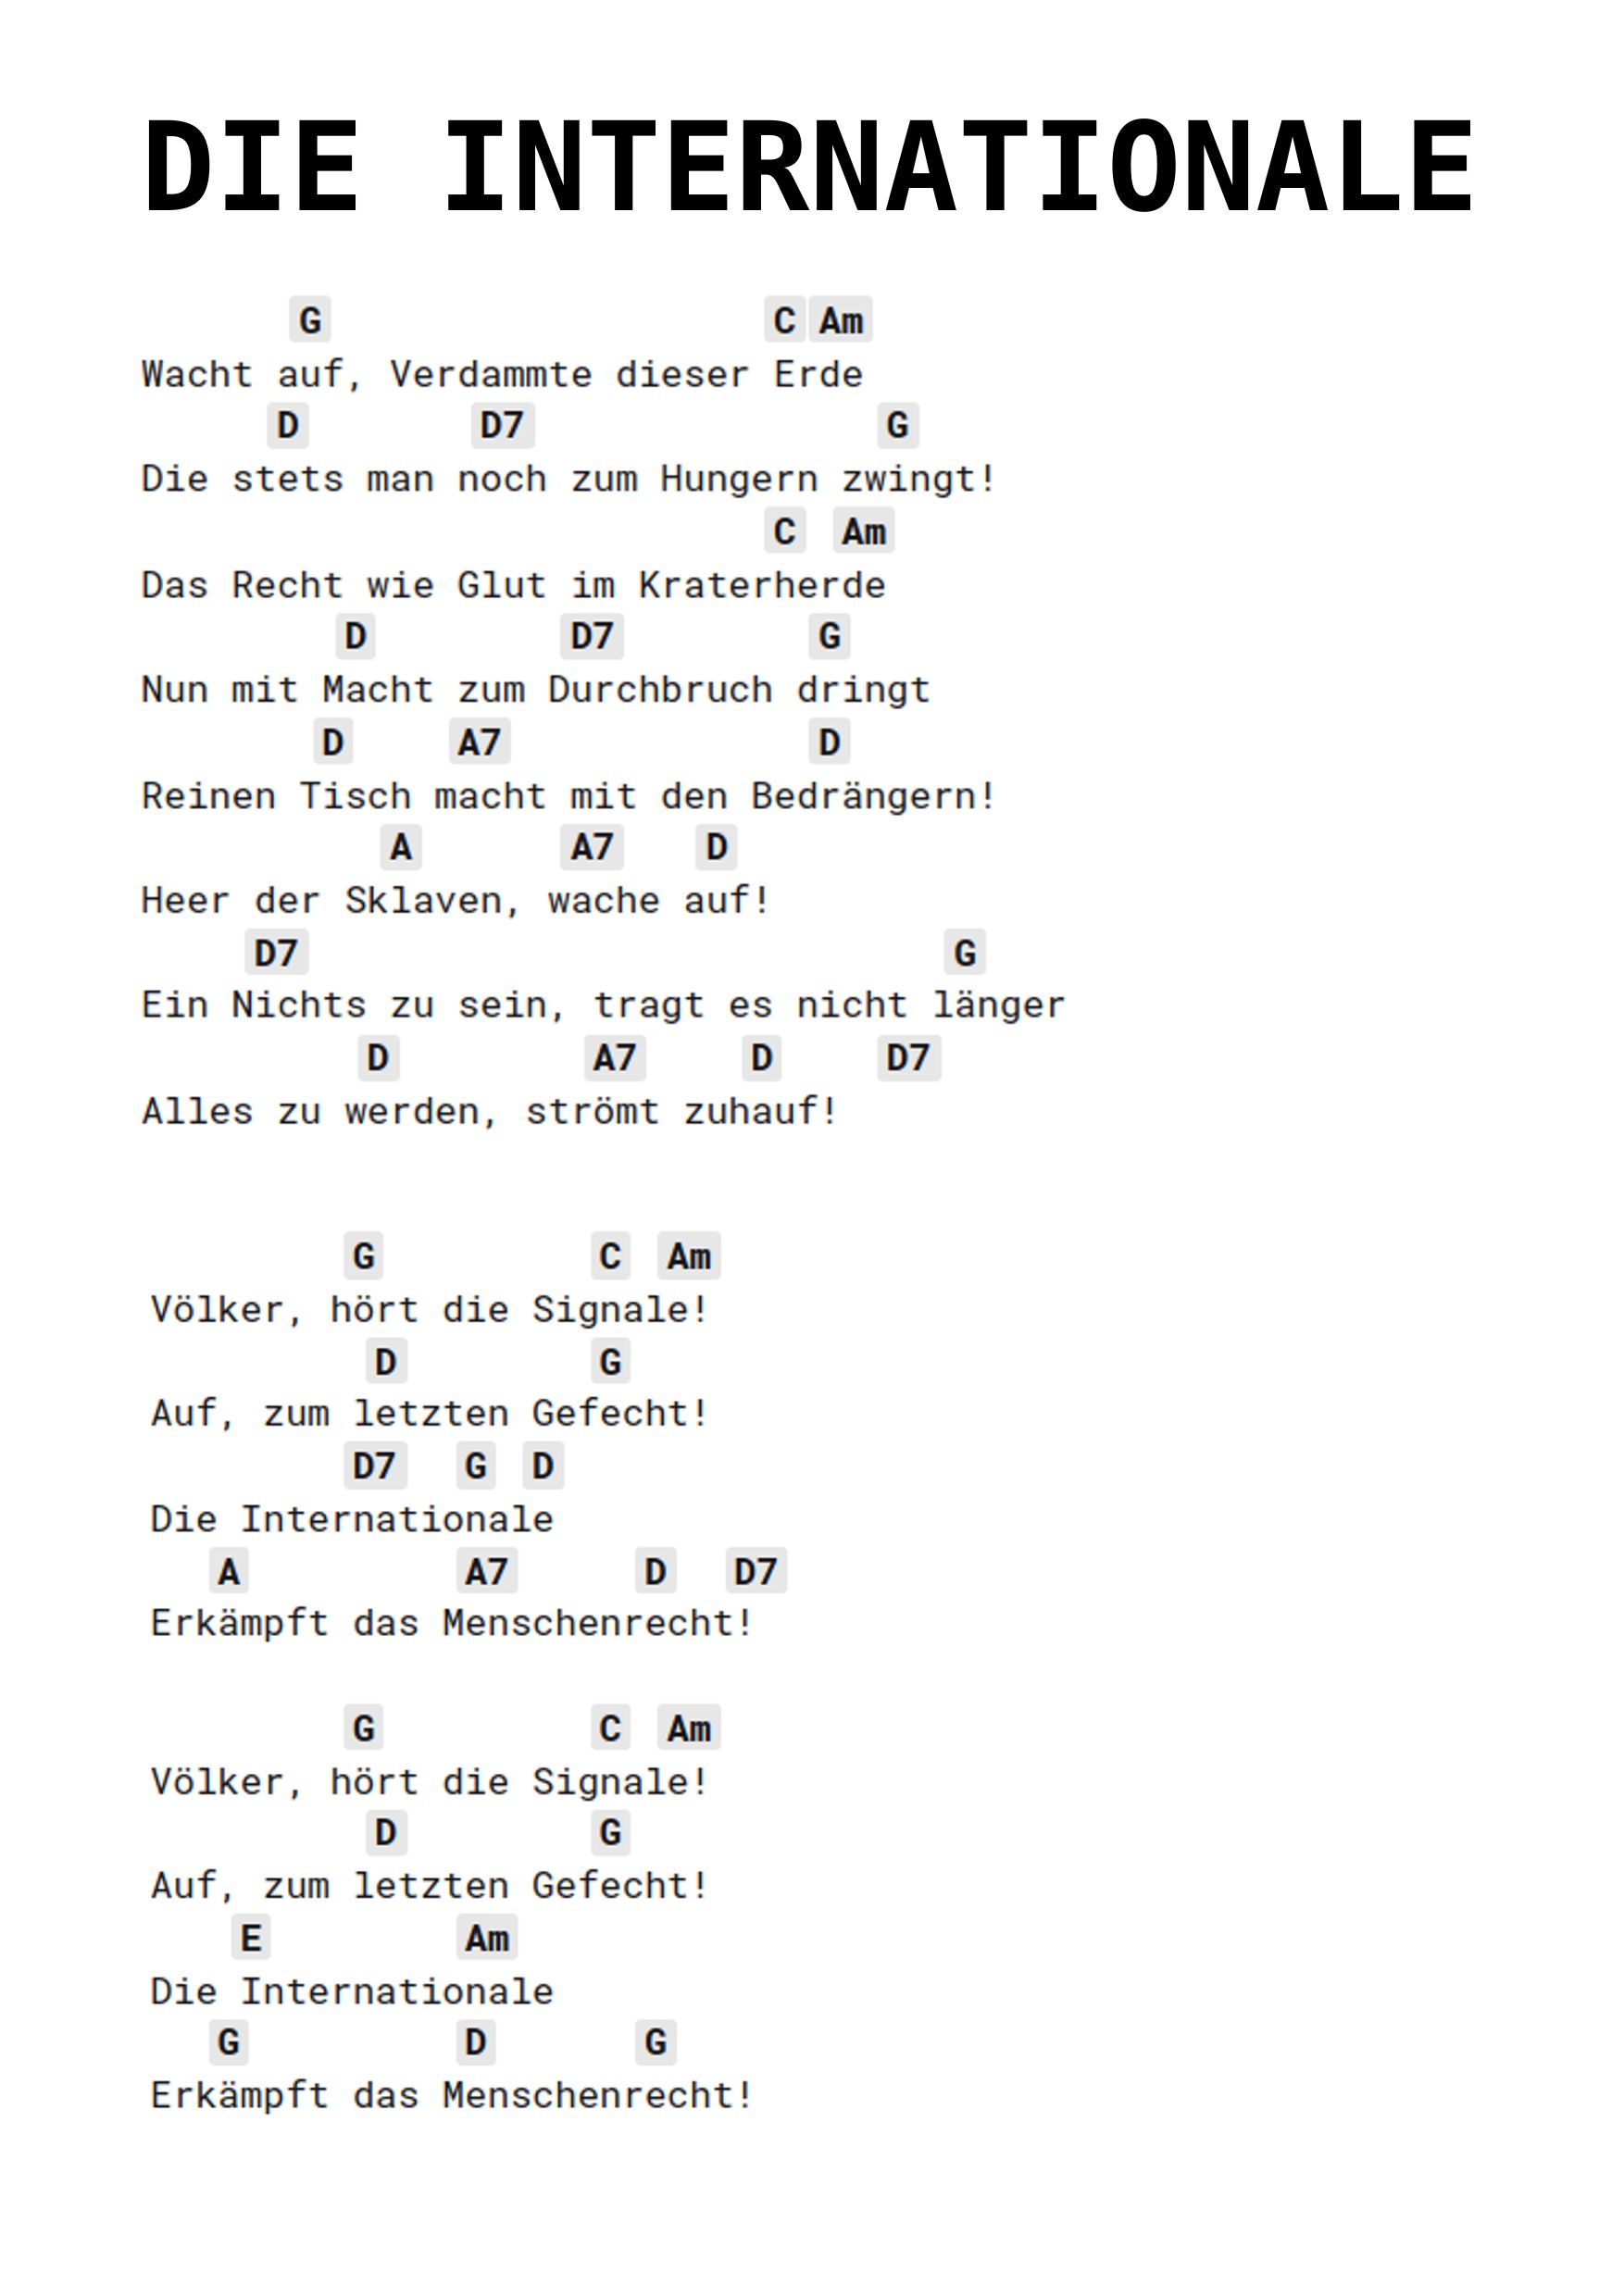 DIE INTERNATIONALE
G C Am
Wacht auf, Verdammte dieser Erde
D D7 G
Die stets man noch zum Hungern zwingt!
C Am
Das Recht wie Glut im Kraterherde
D D7 G
Nun mit Macht zum Durchbruch dringt
D A7 D
Reinen Tisch macht mit den Bedrängern!
A A7 D
Heer der Sklaven, wache auf!
D7 G
Ein Nichts zu sein, tragt es nicht länger
D A7 D D7
Alles zu werden, strömt zuhauf!
G C Am
Völker, hört die Signale!
D G
Auf, zum letzten Gefecht!
D7 G D
Die Internationale
A A7 D D7
Erkämpft das Menschenrecht!
G C Am
Völker, hört die Signale!
D G
Auf, zum letzten Gefecht!
E Am
Die Internationale
G D G
Erkämpft das Menschenrecht!